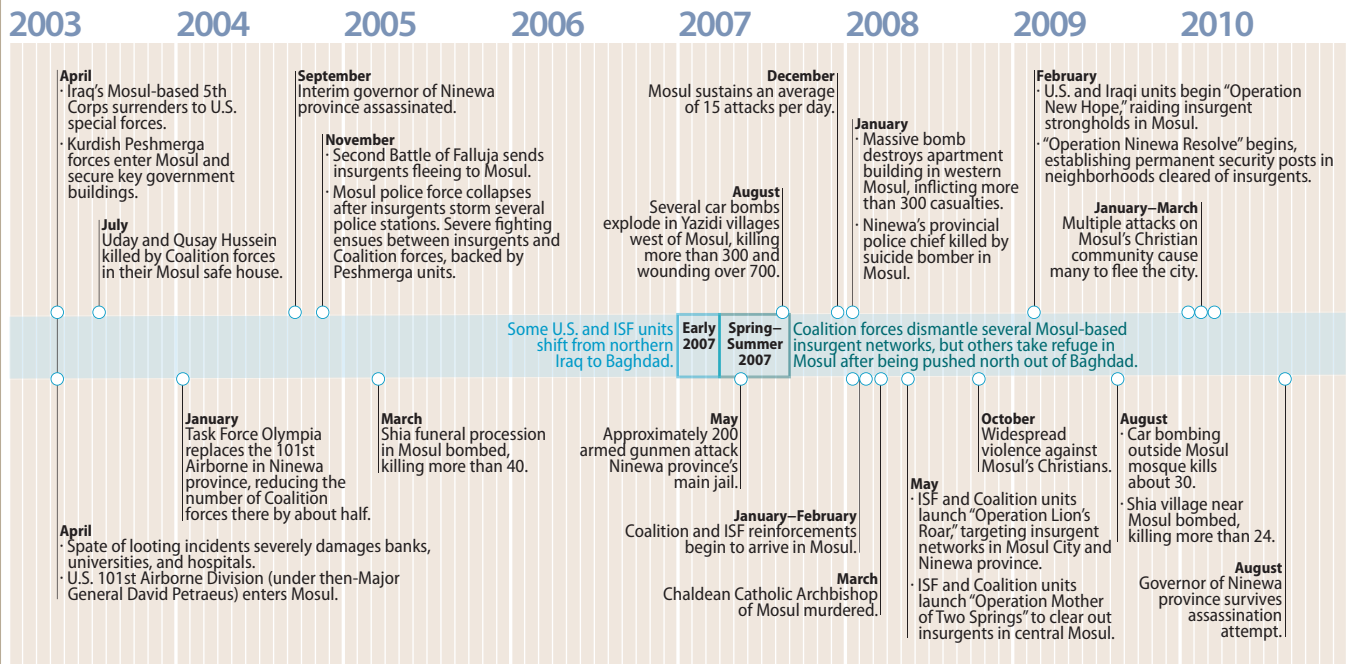 2003 2004 2005 2006 2007 2008 2009 2010
April
· Iraq's Mosul-based 5th
Corps surrenders to U.S.
special forces.
· Kurdish Peshmerga
forces enter Mosul and
secure key government
buildings.
July
Uday and Qusay Hussein
killed by Coalition forces
in their Mosul safe house.
September
Interim governor of Ninewa
province assassinated.
November
· Second Battle of Falluja sends
insurgents fleeing to Mosul.
· Mosul police force collapses
after insurgents storm several
police stations. Severe fighting
ensues between insurgents and
Coalition forces, backed by
Peshmerga units.
August
Several car bombs
explode in Yazidi villages
west of Mosul, killing
more than 300 and
wounding over 700.
December
Mosul sustains an average
of 15 attacks per day.
January
· Massive bomb
destroys apartment
building in western
Mosul, inflicting more
than 300 casualties.
· Ninewa's provincial
police chief killed by
suicide bomber in
Mosul.
February
· U.S. and Iraqi units begin “Operation
New Hope,” raiding insurgent
strongholds in Mosul.
· “Operation Ninewa Resolve” begins,
establishing permanent security posts in
neighborhoods cleared of insurgents.
January–March
Multiple attacks on
Mosul's Christian
community cause
many to flee the city.
Some U.S. and ISF units
shift from northern
Iraq to Baghdad.
Early
2007
Spring–
Summer
2007
Coalition forces dismantle several Mosul-based
insurgent networks, but others take refuge in
Mosul after being pushed north out of Baghdad.
April
· Spate of looting incidents severely damages banks,
universities, and hospitals.
· U.S. 101st Airborne Division (under then-Major
General David Petraeus) enters Mosul.
January
Task Force Olympia
replaces the 101st
Airborne in Ninewa
province, reducing the
number of Coalition
forces there by about half.
March
Shia funeral procession
in Mosul bombed,
killing more than 40.
May
Approximately 200
armed gunmen attack
Ninewa province's
main jail.
January–February
Coalition and ISF reinforcements
begin to arrive in Mosul.
March
Chaldean Catholic Archbishop
of Mosul murdered.
May
· ISF and Coalition units
launch “Operation Lion's
Roar,” targeting insurgent
networks in Mosul City and
Ninewa province.
· ISF and Coalition units
launch “Operation Mother
of Two Springs” to clear out
insurgents in central Mosul.
October
Widespread
violence against
Mosul's Christians.
August
· Car bombing
outside Mosul
mosque kills
about 30.
· Shia village near
Mosul bombed,
killing more than 24.
August
Governor of Ninewa
province survives
assassination
attempt.